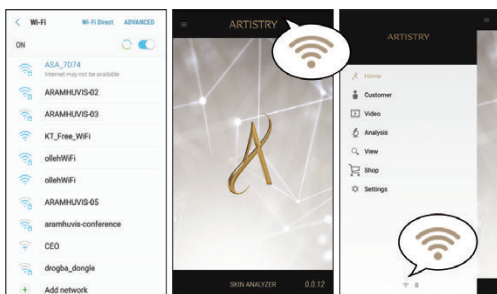 Wi-Fi
Wi-Fi Direct
ADVANCED
ON
ASA_7D74
Internet may not be available
ARAMHUVIS-02
ARAMHUVIS-03
KT_Free_WiFi
ollehWiFi
ollehWiFi
ARAMHUVIS-05
aramhuvis-conference
CEO
drogba_dongle
Add network
ARTISTRY
SKIN ANALYZER 0.0.12
ARTISTRY
Home
Customer
Video
Analysis
View
Shop
Settings